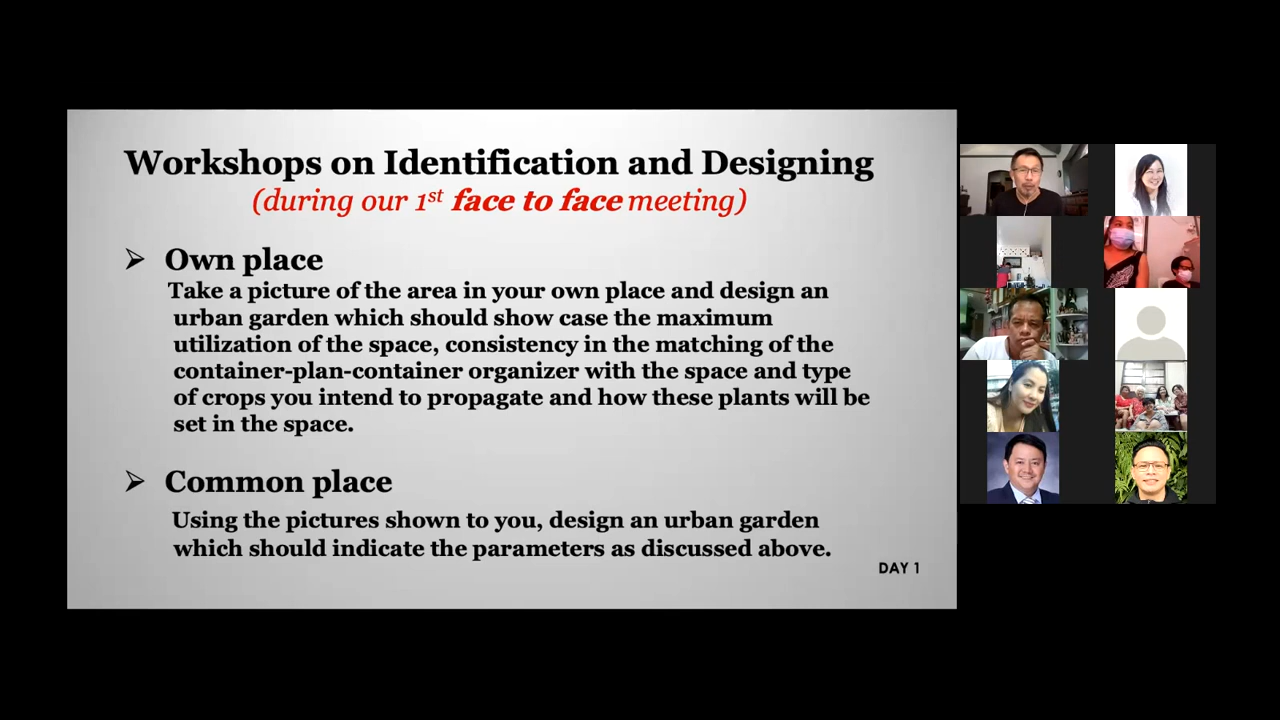 Workshops on Identification and Designing
(during our 1st face to face meeting)
➢ Own place
Take a picture of the area in your own place and design an
urban garden which should show case the maximum
utilization of the space, consistency in the matching of the
container-plan-container organizer with the space and type
of crops you intend to propagate and how these plants will be
set in the space.
➢ Common place
Using the pictures shown to you, design an urban garden
which should indicate the parameters as discussed above.
DAY 1